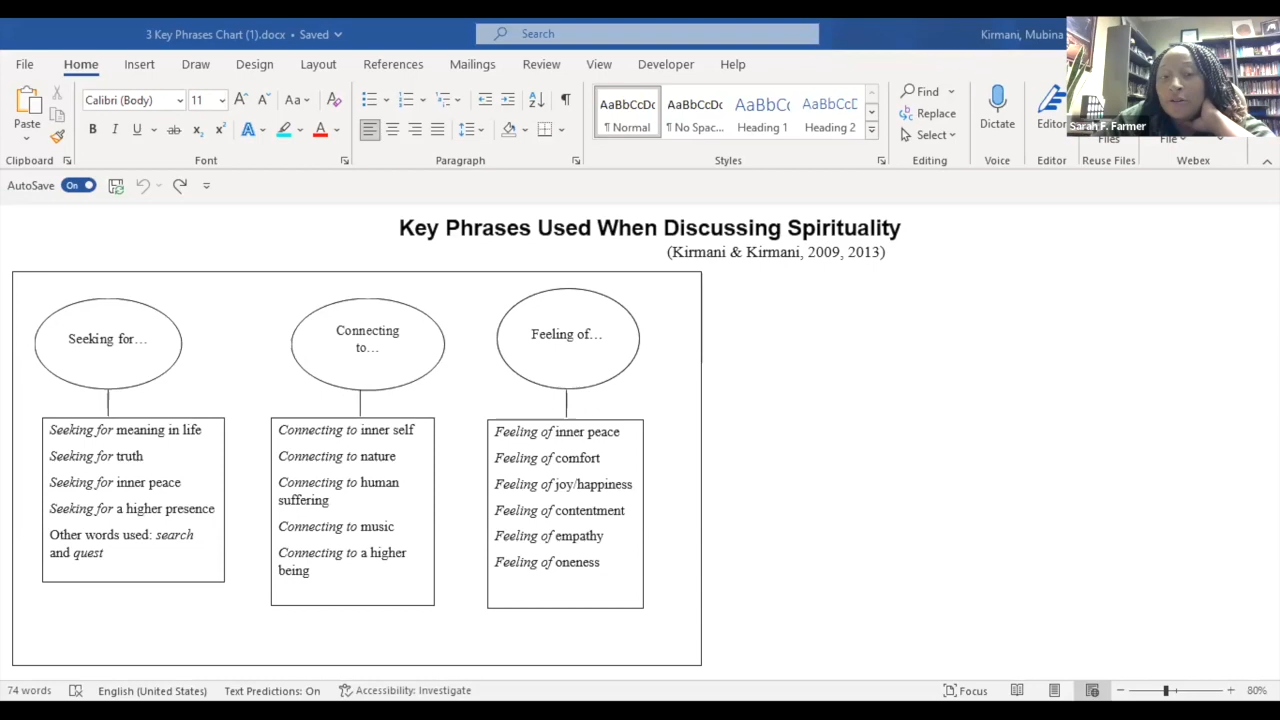 3 Key Phrases Chart (1).docx • Saved
Search
Kirmani, Mubina
File Home Insert Draw Design Layout References Mailings Review View Developer Help
Paste
Calibri (Body) 11
Aa
B I U ab x₂ x²
A A
AaBbCcDc AaBbCcDc AaBbCc AaBbCcD
¶ Normal ¶ No Spac... Heading 1 Heading 2
Find
Replace
Select
Dictate
Editor
Files
File
Sarah F. Farmer
Clipboard Font Paragraph Styles Editing Voice Editor Reuse Files Webex
AutoSave On
Key Phrases Used When Discussing Spirituality
(Kirmani & Kirmani, 2009, 2013)
Seeking for…
Seeking for meaning in life
Seeking for truth
Seeking for inner peace
Seeking for a higher presence
Other words used: search
and quest
Connecting
to…
Connecting to inner self
Connecting to nature
Connecting to human
suffering
Connecting to music
Connecting to a higher
being
Feeling of…
Feeling of inner peace
Feeling of comfort
Feeling of joy/happiness
Feeling of contentment
Feeling of empathy
Feeling of oneness
74 words English (United States) Text Predictions: On Accessibility: Investigate Focus 80%